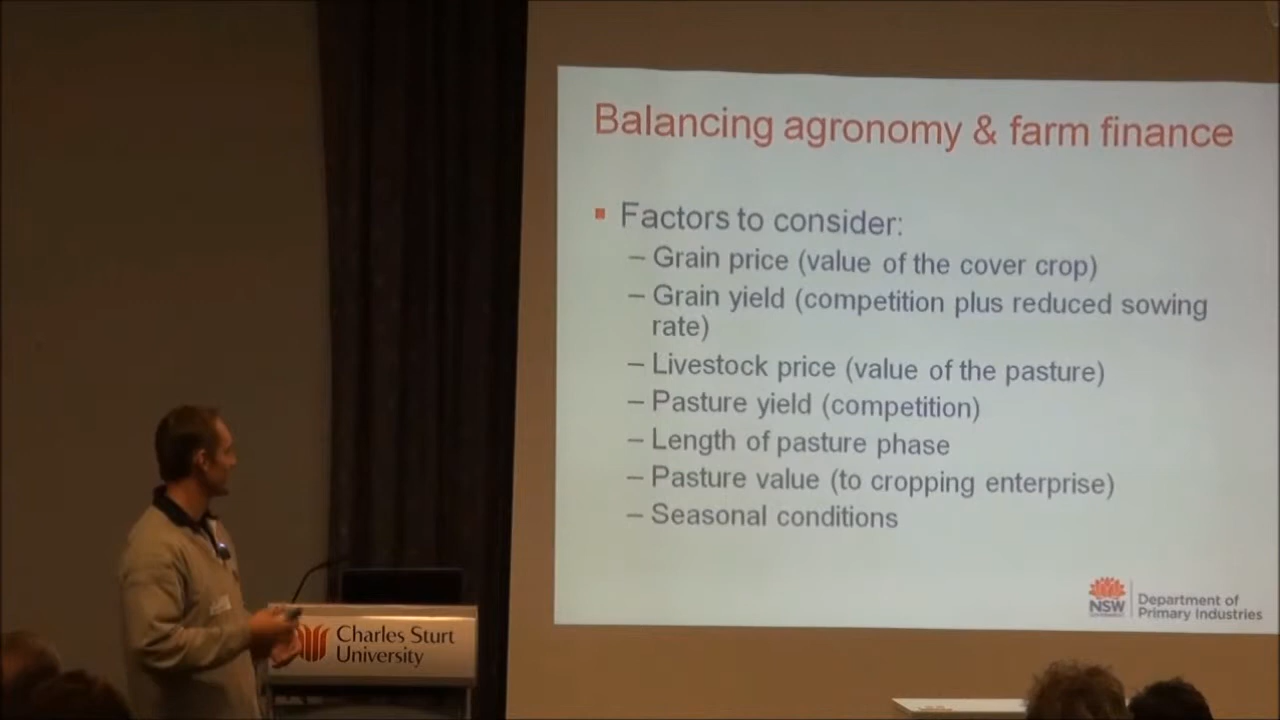 Balancing agronomy & farm finance
Factors to consider:
– Grain price (value of the cover crop)
– Grain yield (competition plus reduced sowing
rate)
– Livestock price (value of the pasture)
– Pasture yield (competition)
– Length of pasture phase
– Pasture value (to cropping enterprise)
– Seasonal conditions
NSW
Department of
Primary Industries
Charles Sturt
University